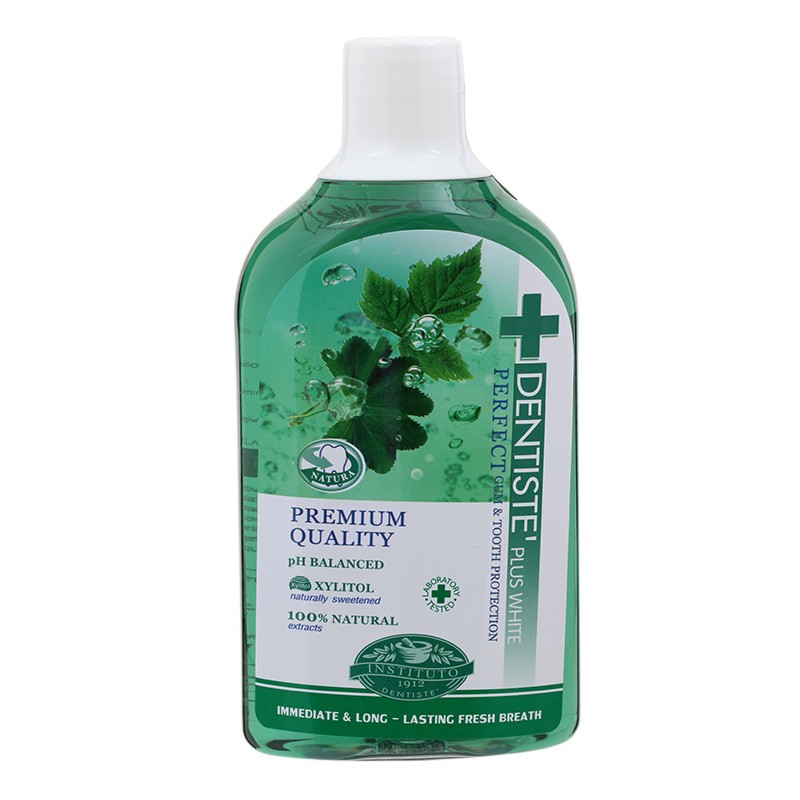 DENTISTE' PLUS WHITE
PERFECT GUM & TOOTH PROTECTION
NATURA
PREMIUM
QUALITY
pH BALANCED
Xylitol
XYLITOL
naturally sweetened
LABORATORY
TESTED
100% NATURAL
extracts
INSTITUTO
1912
DENTISTE'
IMMEDIATE & LONG - LASTING FRESH BREATH